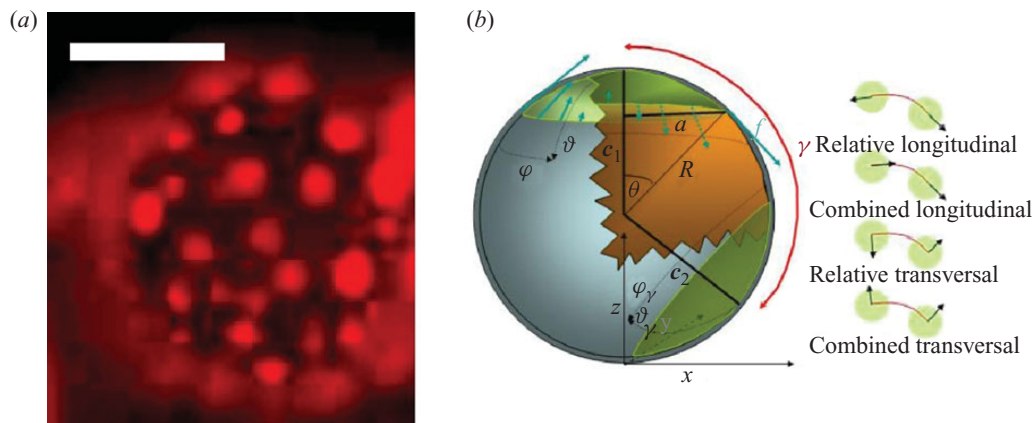 (a)
(b)
a
f
ϑ
c₁
φ
R
θ
γ Relative longitudinal
Combined longitudinal
Relative transversal
Combined transversal
φγ
c₂
z
ϑγ
y
x